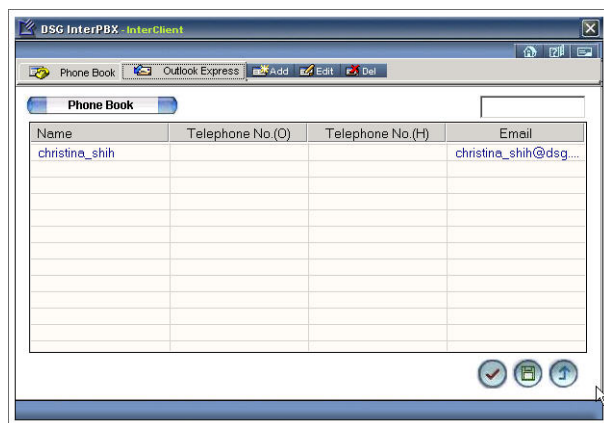 DSG InterPBX - InterClient
Phone Book Outlook Express Add Edit Del
Phone Book
Name Telephone No.(O) Telephone No.(H) Email
christina_shih christina_shih@dsg....